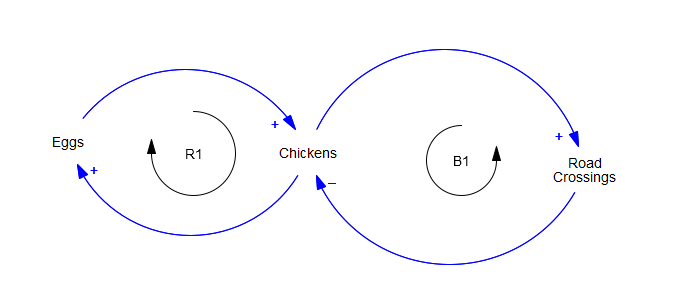 +
+
Eggs
R1
Chickens
B1
Road
Crossings
+
–